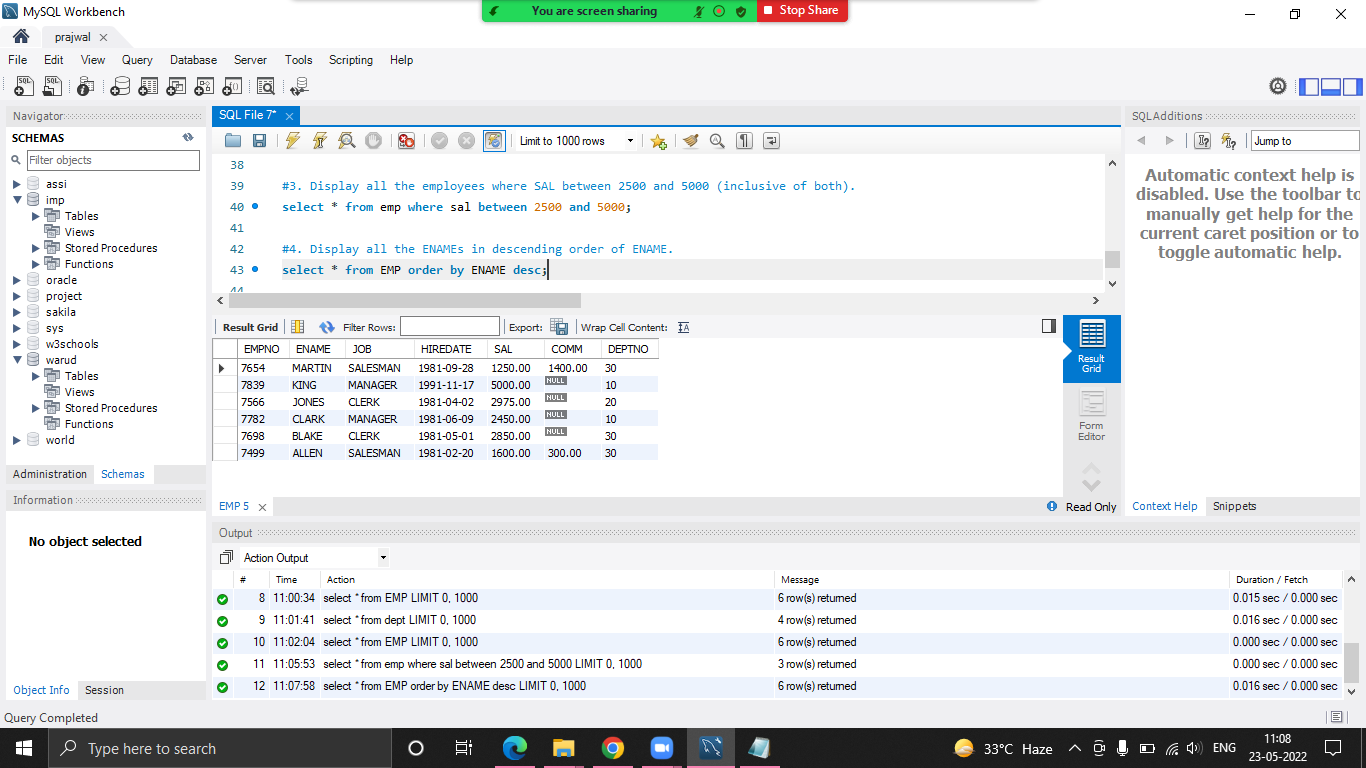 MySQL Workbench
You are screen sharing
Stop Share
prajwal
File Edit View Query Database Server Tools Scripting Help
Navigator
SCHEMAS
Filter objects
assi
imp
Tables
Views
Stored Procedures
Functions
oracle
project
sakila
sys
w3schools
warud
Tables
Views
Stored Procedures
Functions
world
Administration Schemas
Information
No object selected
Object Info Session
SQL File 7*
Limit to 1000 rows
38
39 #3. Display all the employees where SAL between 2500 and 5000 (inclusive of both).
40 select * from emp where sal between 2500 and 5000;
41
42 #4. Display all the ENAMEs in descending order of ENAME.
43 select * from EMP order by ENAME desc;
44
Result Grid Filter Rows: Export: Wrap Cell Content:
EMPNO ENAME JOB HIREDATE SAL COMM DEPTNO
7654 MARTIN SALESMAN 1981-09-28 1250.00 1400.00 30
7839 KING MANAGER 1991-11-17 5000.00 NULL 10
7566 JONES CLERK 1981-04-02 2975.00 NULL 20
7782 CLARK MANAGER 1981-06-09 2450.00 NULL 10
7698 BLAKE CLERK 1981-05-01 2850.00 NULL 30
7499 ALLEN SALESMAN 1981-02-20 1600.00 300.00 30
Result
Grid
Form
Editor
EMP 5
Read Only
SQLAdditions
Jump to
Automatic context help is
disabled. Use the toolbar to
manually get help for the
current caret position or to
toggle automatic help.
Context Help Snippets
Output
Action Output
# Time Action Message Duration / Fetch
8 11:00:34 select * from EMP LIMIT 0, 1000 6 row(s) returned 0.015 sec / 0.000 sec
9 11:01:41 select * from dept LIMIT 0, 1000 4 row(s) returned 0.016 sec / 0.000 sec
10 11:02:04 select * from EMP LIMIT 0, 1000 6 row(s) returned 0.000 sec / 0.000 sec
11 11:05:53 select * from emp where sal between 2500 and 5000 LIMIT 0, 1000 3 row(s) returned 0.000 sec / 0.000 sec
12 11:07:58 select * from EMP order by ENAME desc LIMIT 0, 1000 6 row(s) returned 0.016 sec / 0.000 sec
Query Completed
Type here to search
33°C Haze
ENG
11:08
23-05-2022